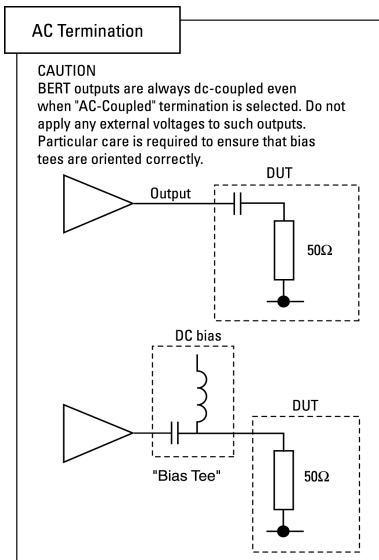 AC Termination
CAUTION
BERT outputs are always dc-coupled even
when "AC-Coupled" termination is selected. Do not
apply any external voltages to such outputs.
Particular care is required to ensure that bias
tees are oriented correctly.
DUT
Output
50Ω
DC bias
DUT
"Bias Tee"
50Ω